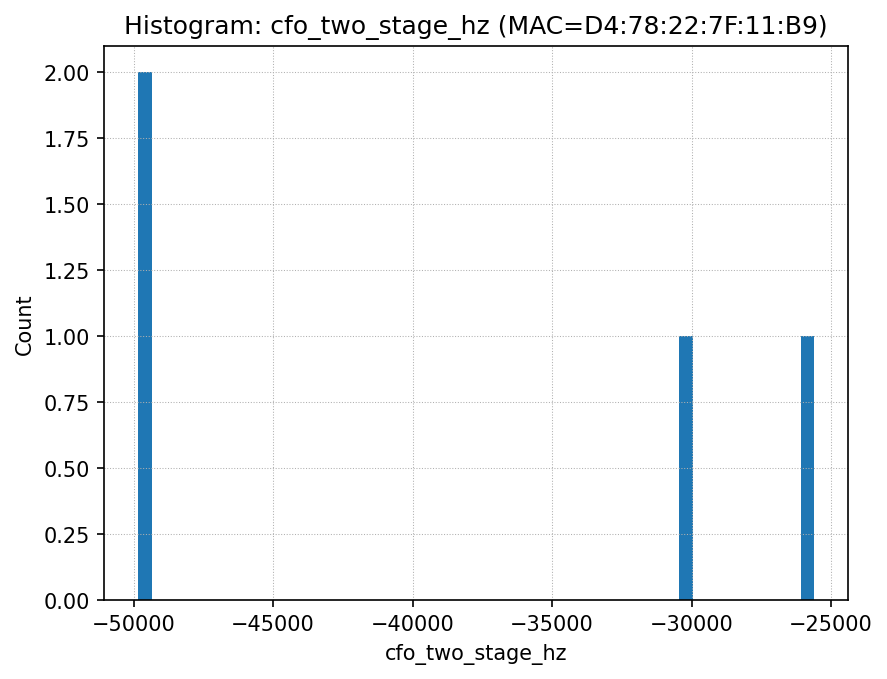 Histogram: cfo_two_stage_hz (MAC=D4:78:22:7F:11:B9)
2.00
1.75
1.50
1.25
1.00
0.75
0.50
0.25
0.00
Count
−50000 −45000 −40000 −35000 −30000 −25000
cfo_two_stage_hz